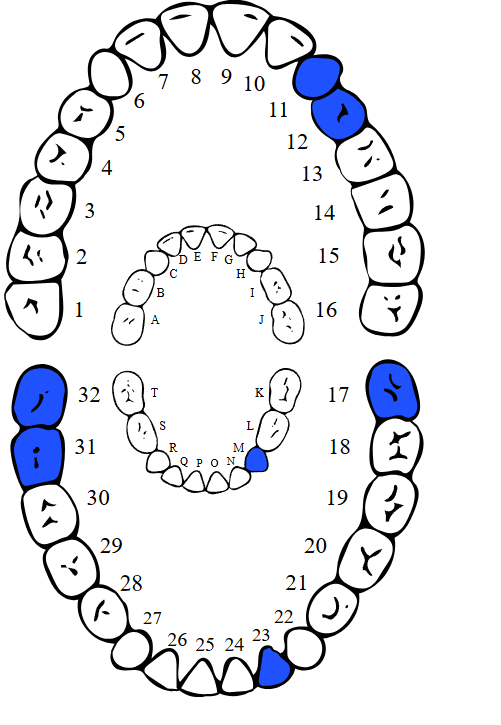 7 8 9 10
6 11
5 12
4 13
3 14
2 15
1 16
D E F G
C H
B I
A J
32 T K 17
31 S L 18
R M
Q P O N
30 19
29 20
28 21
27 22
26 25 24 23